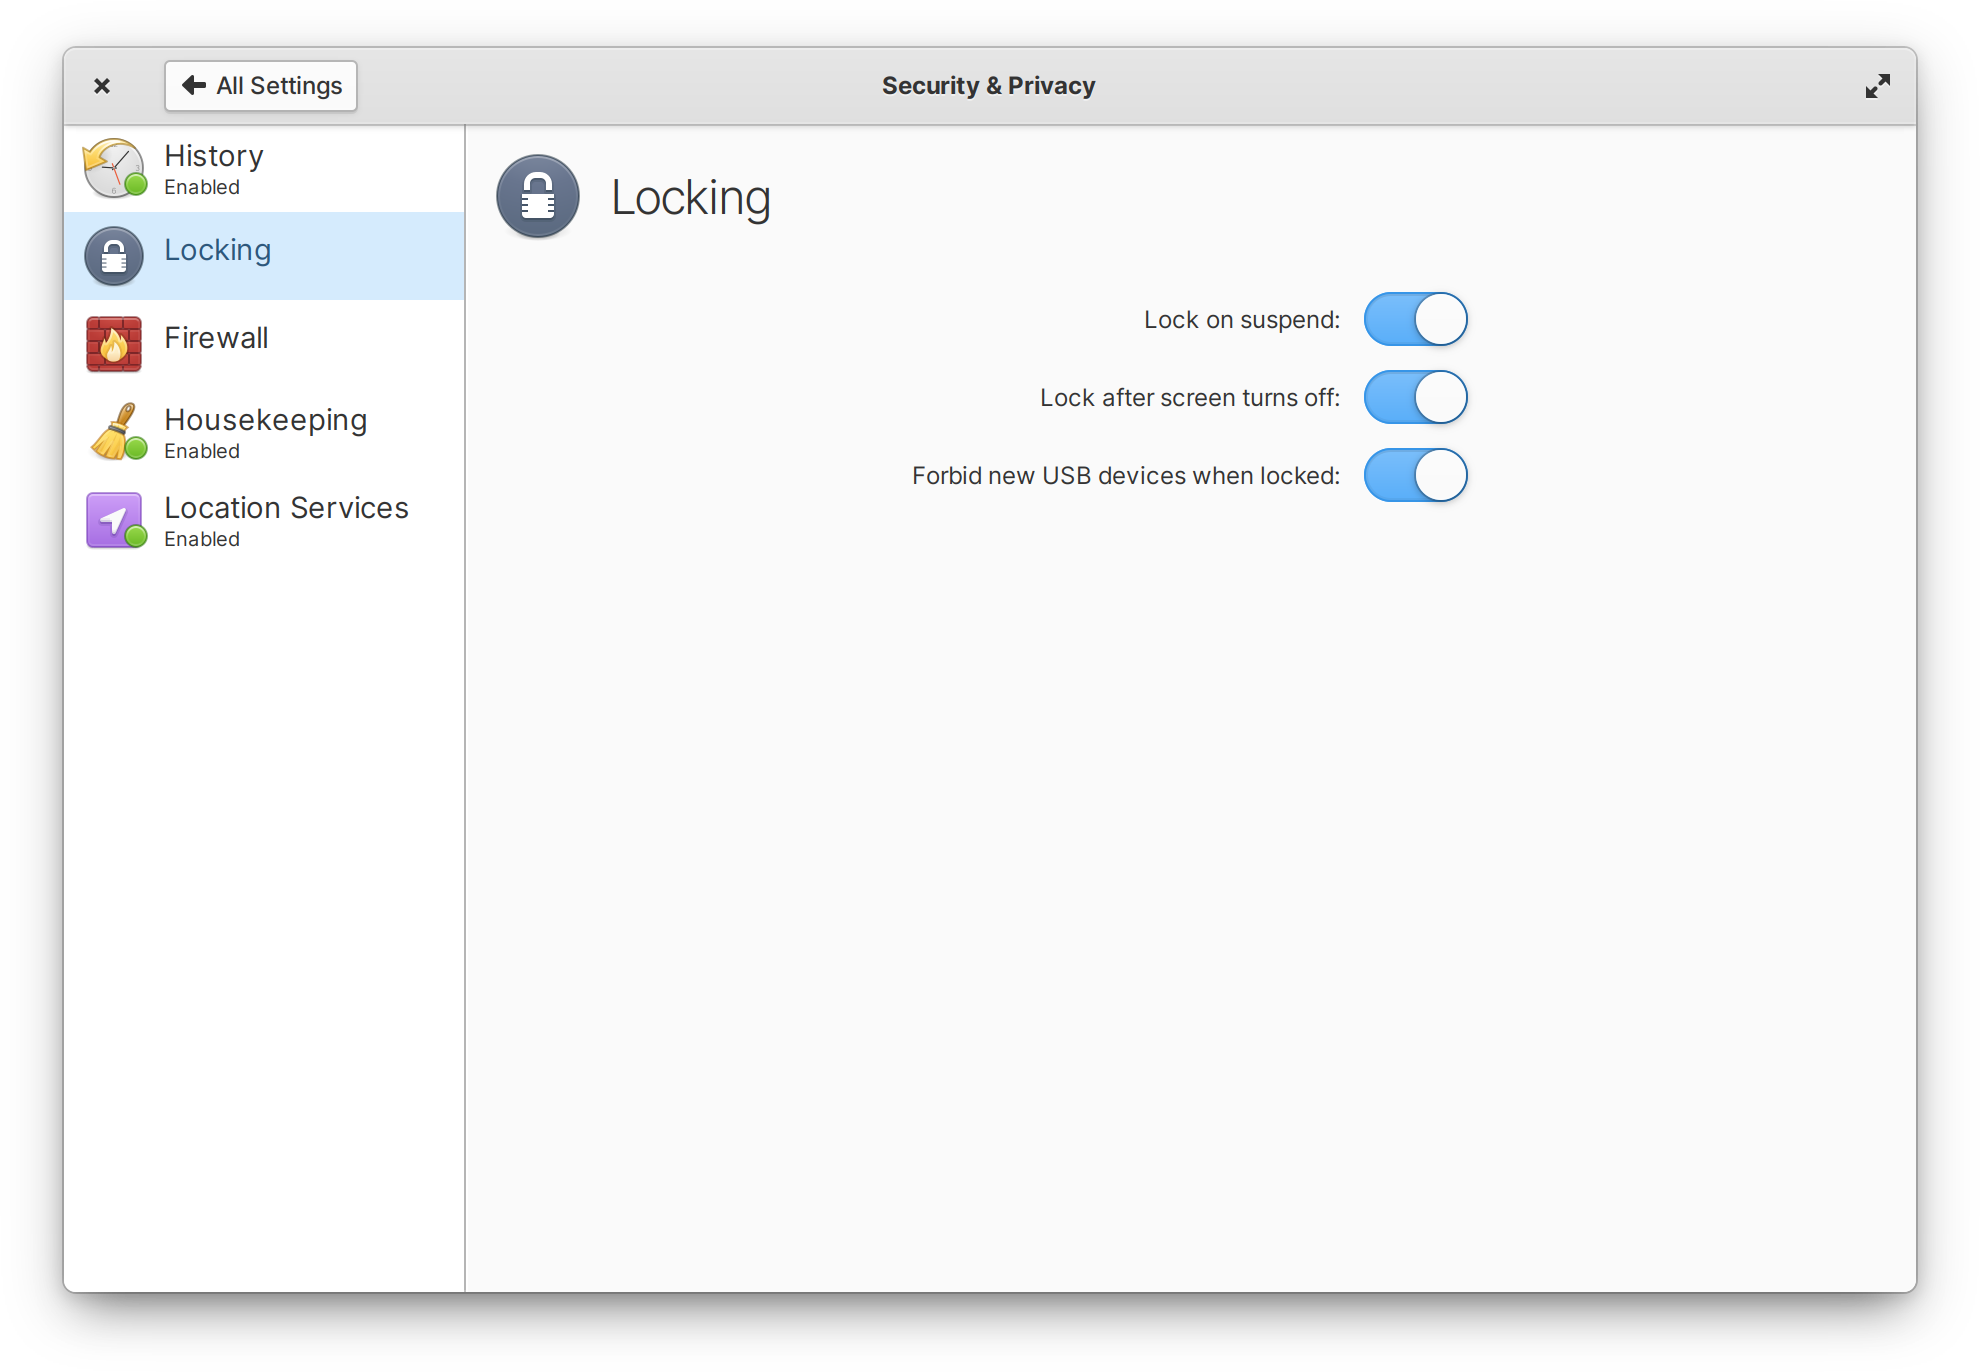 All Settings
Security & Privacy
History
Enabled
Locking
Firewall
Housekeeping
Enabled
Location Services
Enabled
Locking
Lock on suspend:
Lock after screen turns off:
Forbid new USB devices when locked: